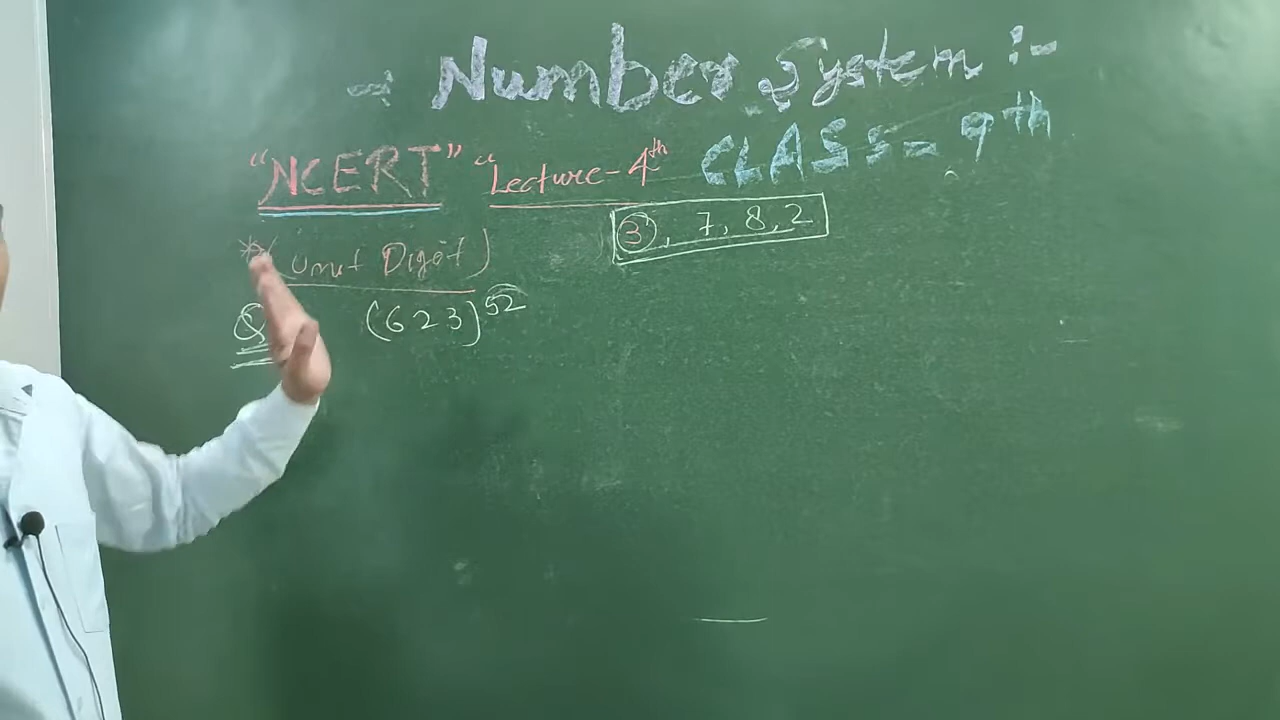 → Number System :-
"NCERT" "Lecture-4th CLASS = 9th
3, 7, 8, 2
* (Unit Digit)
Q (623)^52